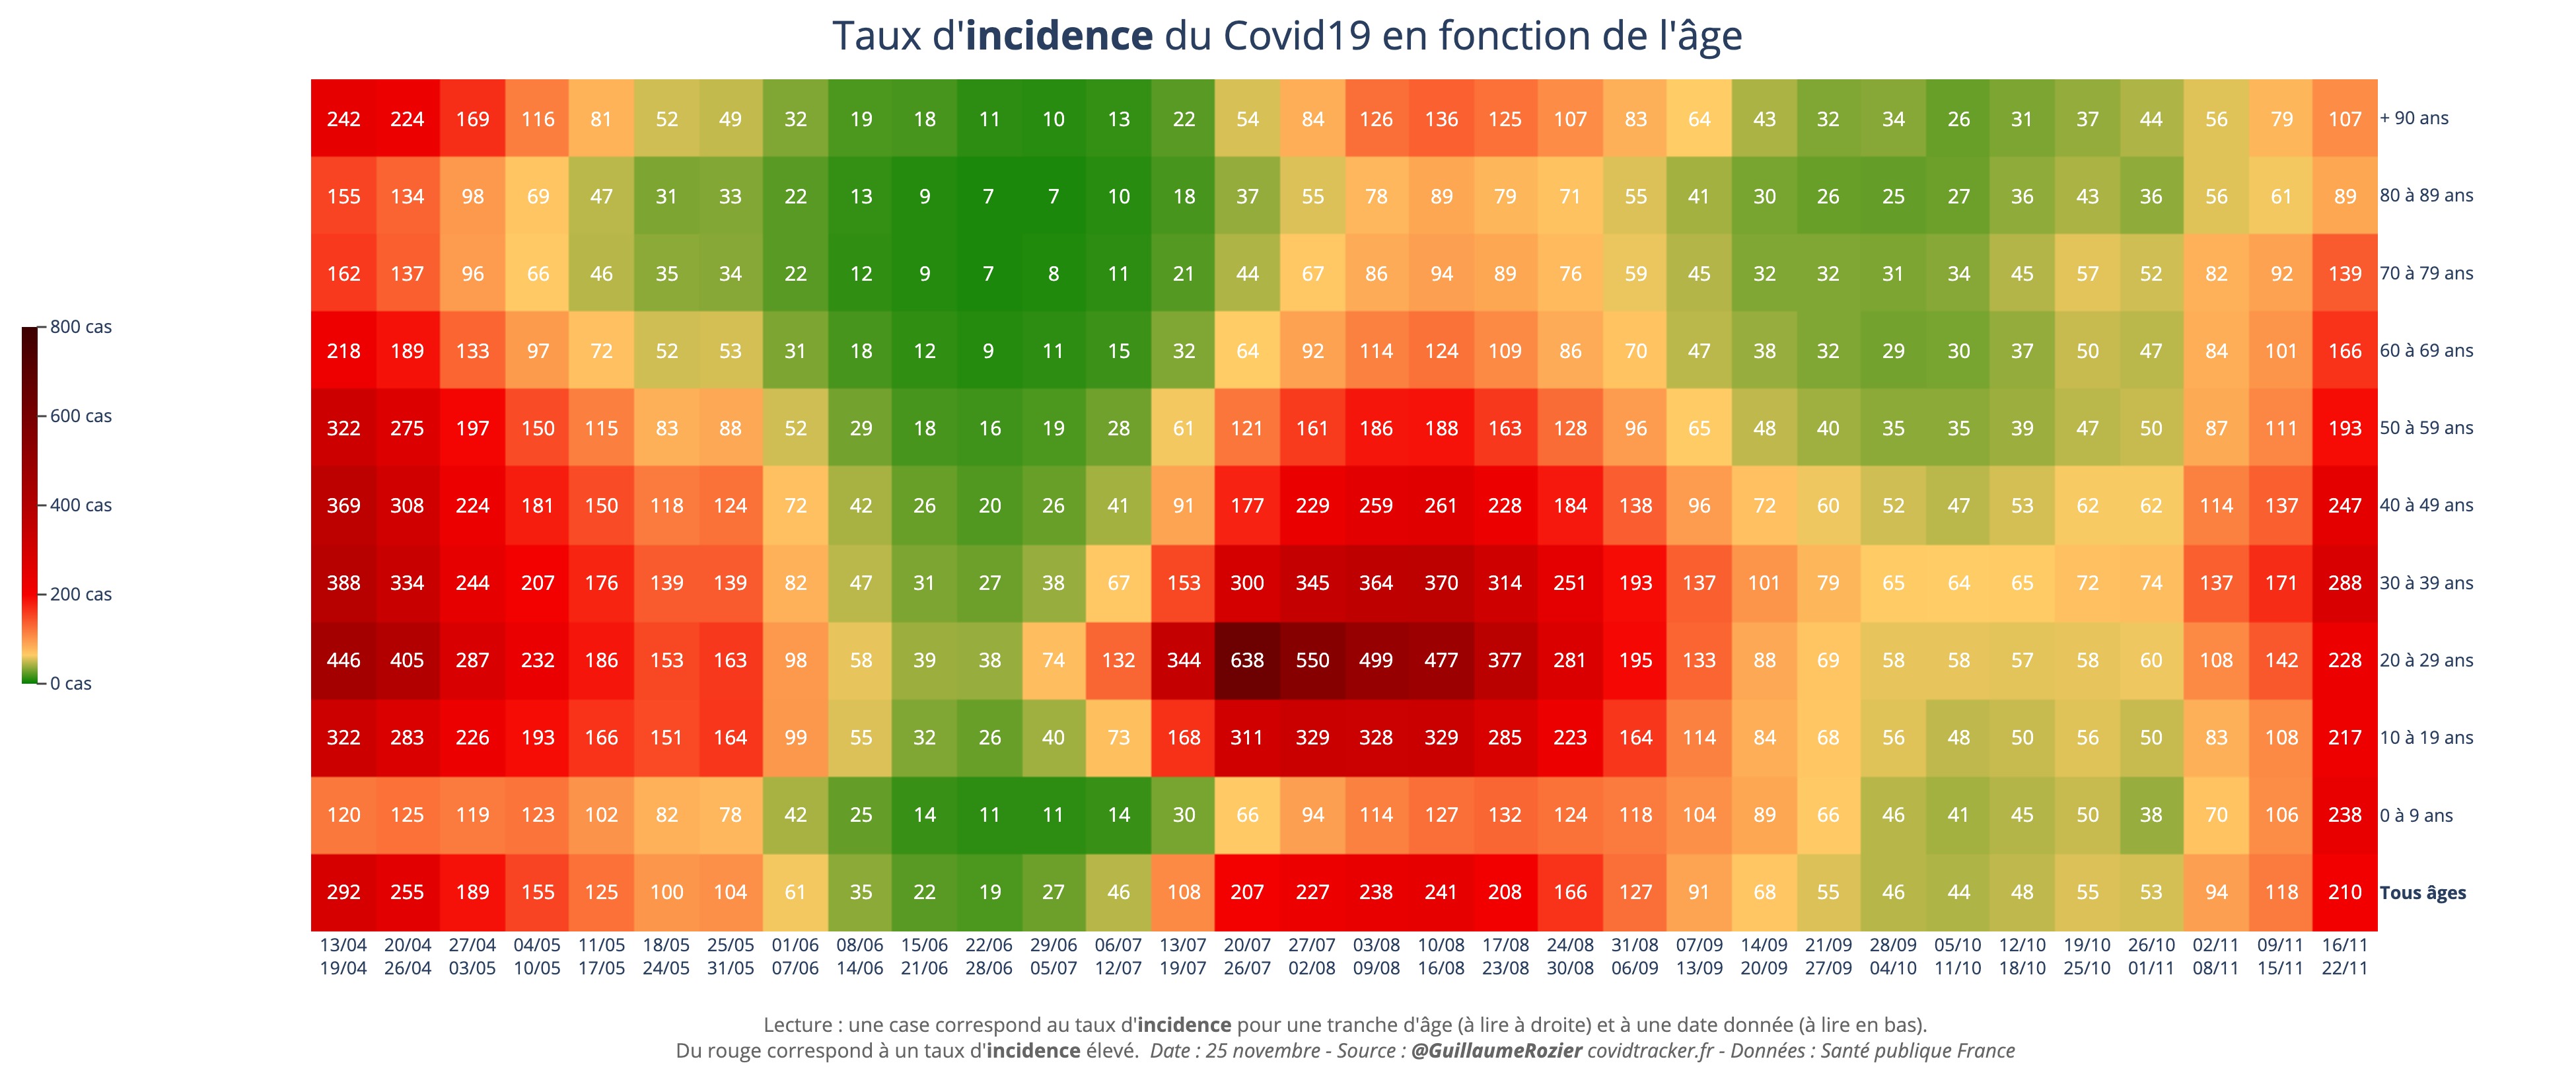 Taux d'incidence du Covid19 en fonction de l'âge
242 224 169 116 81 52 49 32 19 18 11 10 13 22 54 84 126 136 125 107 83 64 43 32 34 26 31 37 44 56 79 107 + 90 ans
155 134 98 69 47 31 33 22 13 9 7 7 10 18 37 55 78 89 79 71 55 41 30 26 25 27 36 43 36 56 61 89 80 à 89 ans
162 137 96 66 46 35 34 22 12 9 7 8 11 21 44 67 86 94 89 76 59 45 32 32 31 34 45 57 52 82 92 139 70 à 79 ans
800 cas
218 189 133 97 72 52 53 31 18 12 9 11 15 32 64 92 114 124 109 86 70 47 38 32 29 30 37 50 47 84 101 166 60 à 69 ans
600 cas
322 275 197 150 115 83 88 52 29 18 16 19 28 61 121 161 186 188 163 128 96 65 48 40 35 35 39 47 50 87 111 193 50 à 59 ans
400 cas
369 308 224 181 150 118 124 72 42 26 20 26 41 91 177 229 259 261 228 184 138 96 72 60 52 47 53 62 62 114 137 247 40 à 49 ans
200 cas
388 334 244 207 176 139 139 82 47 31 27 38 67 153 300 345 364 370 314 251 193 137 101 79 65 64 65 72 74 137 171 288 30 à 39 ans
446 405 287 232 186 153 163 98 58 39 38 74 132 344 638 550 499 477 377 281 195 133 88 69 58 58 57 58 60 108 142 228 20 à 29 ans
0 cas
322 283 226 193 166 151 164 99 55 32 26 40 73 168 311 329 328 329 285 223 164 114 84 68 56 48 50 56 50 83 108 217 10 à 19 ans
120 125 119 123 102 82 78 42 25 14 11 11 14 30 66 94 114 127 132 124 118 104 89 66 46 41 45 50 38 70 106 238 0 à 9 ans
292 255 189 155 125 100 104 61 35 22 19 27 46 108 207 227 238 241 208 166 127 91 68 55 46 44 48 55 53 94 118 210 Tous âges
13/04 20/04 27/04 04/05 11/05 18/05 25/05 01/06 08/06 15/06 22/06 29/06 06/07 13/07 20/07 27/07 03/08 10/08 17/08 24/08 31/08 07/09 14/09 21/09 28/09 05/10 12/10 19/10 26/10 02/11 09/11 16/11
19/04 26/04 03/05 10/05 17/05 24/05 31/05 07/06 14/06 21/06 28/06 05/07 12/07 19/07 26/07 02/08 09/08 16/08 23/08 30/08 06/09 13/09 20/09 27/09 04/10 11/10 18/10 25/10 01/11 08/11 15/11 22/11
Lecture : une case correspond au taux d'incidence pour une tranche d'âge (à lire à droite) et à une date donnée (à lire en bas).
Du rouge correspond à un taux d'incidence élevé. Date : 25 novembre - Source : @GuillaumeRozier covidtracker.fr - Données : Santé publique France